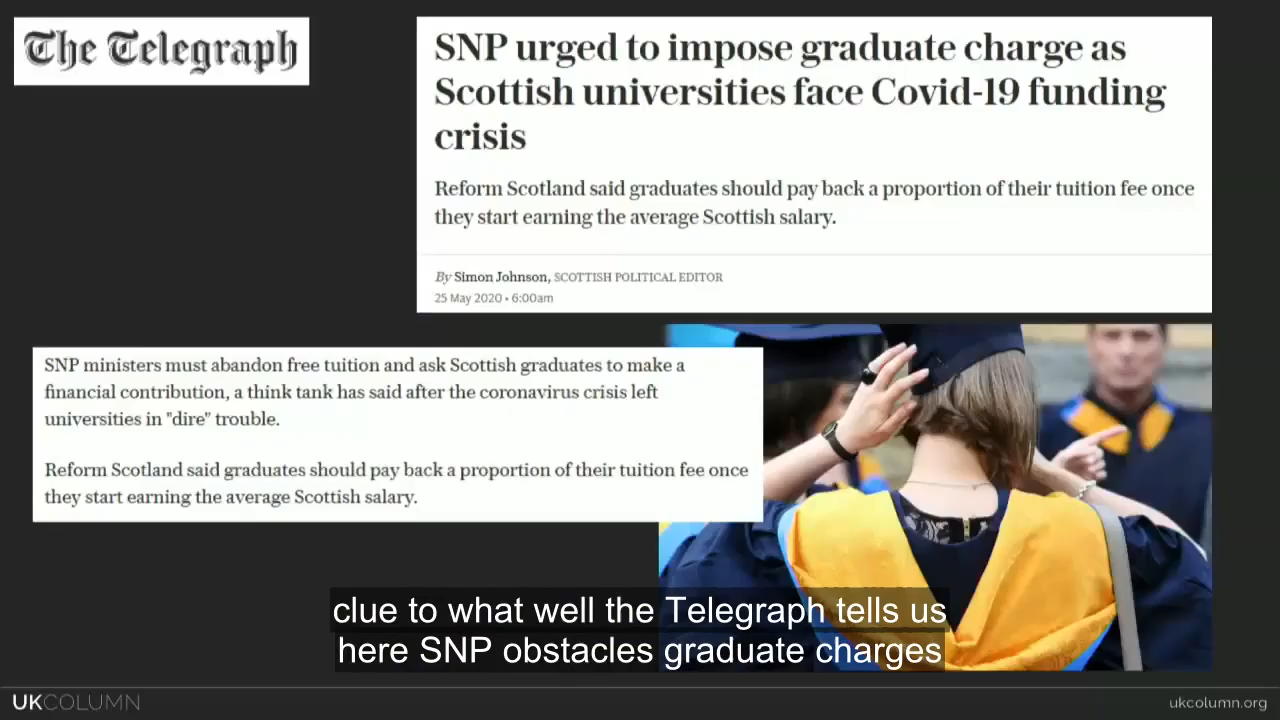 The Telegraph
SNP urged to impose graduate charge as
Scottish universities face Covid-19 funding
crisis
Reform Scotland said graduates should pay back a proportion of their tuition fee once
they start earning the average Scottish salary.
By Simon Johnson, SCOTTISH POLITICAL EDITOR
25 May 2020 • 6:00am
SNP ministers must abandon free tuition and ask Scottish graduates to make a
financial contribution, a think tank has said after the coronavirus crisis left
universities in "dire" trouble.
Reform Scotland said graduates should pay back a proportion of their tuition fee once
they start earning the average Scottish salary.
clue to what well the Telegraph tells us
here SNP obstacles graduate charges
UKCOLUMN
ukcolumn.org